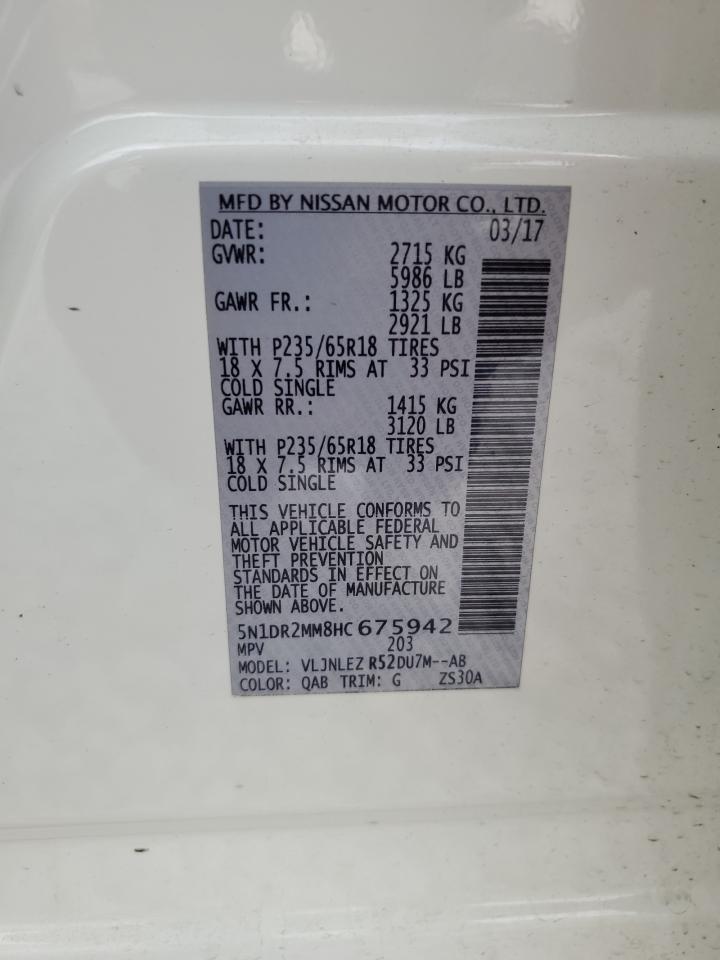 MFD BY NISSAN MOTOR CO., LTD.
DATE: 03/17
GVWR: 2715 KG
5986 LB
GAWR FR.: 1325 KG
2921 LB
WITH P235/65R18 TIRES
18 X 7.5 RIMS AT 33 PSI
COLD SINGLE
GAWR RR.: 1415 KG
3120 LB
WITH P235/65R18 TIRES
18 X 7.5 RIMS AT 33 PSI
COLD SINGLE
THIS VEHICLE CONFORMS TO
ALL APPLICABLE FEDERAL
MOTOR VEHICLE SAFETY AND
THEFT PREVENTION
STANDARDS IN EFFECT ON
THE DATE OF MANUFACTURE
SHOWN ABOVE.
5N1DR2MM8HC 675942
MPV 203
MODEL: VLJNLEZ R52DU7M--AB
COLOR: QAB TRIM: G ZS30A